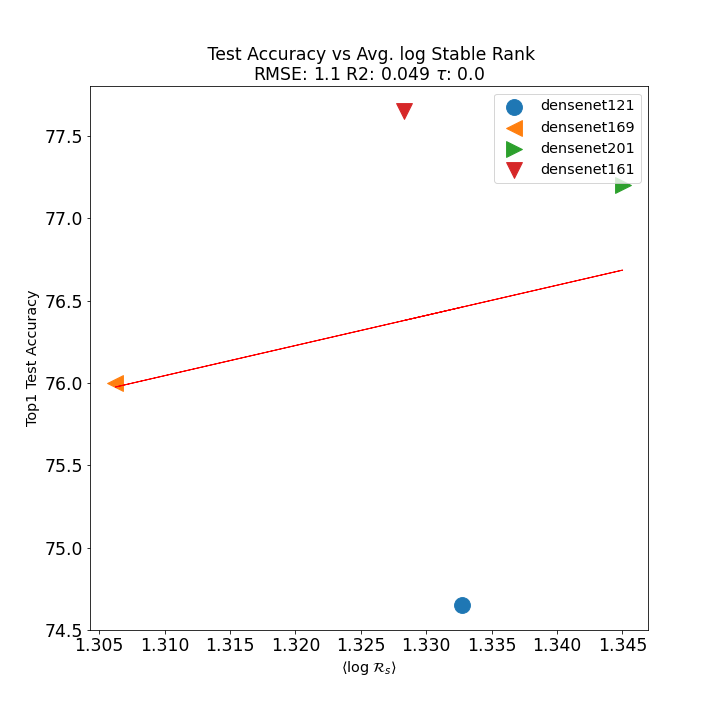 Test Accuracy vs Avg. log Stable Rank
RMSE: 1.1 R2: 0.049 τ: 0.0
densenet121
densenet169
densenet201
densenet161
77.5
77.0
76.5
76.0
75.5
75.0
74.5
Top1 Test Accuracy
1.305 1.310 1.315 1.320 1.325 1.330 1.335 1.340 1.345
⟨log ℛₛ⟩